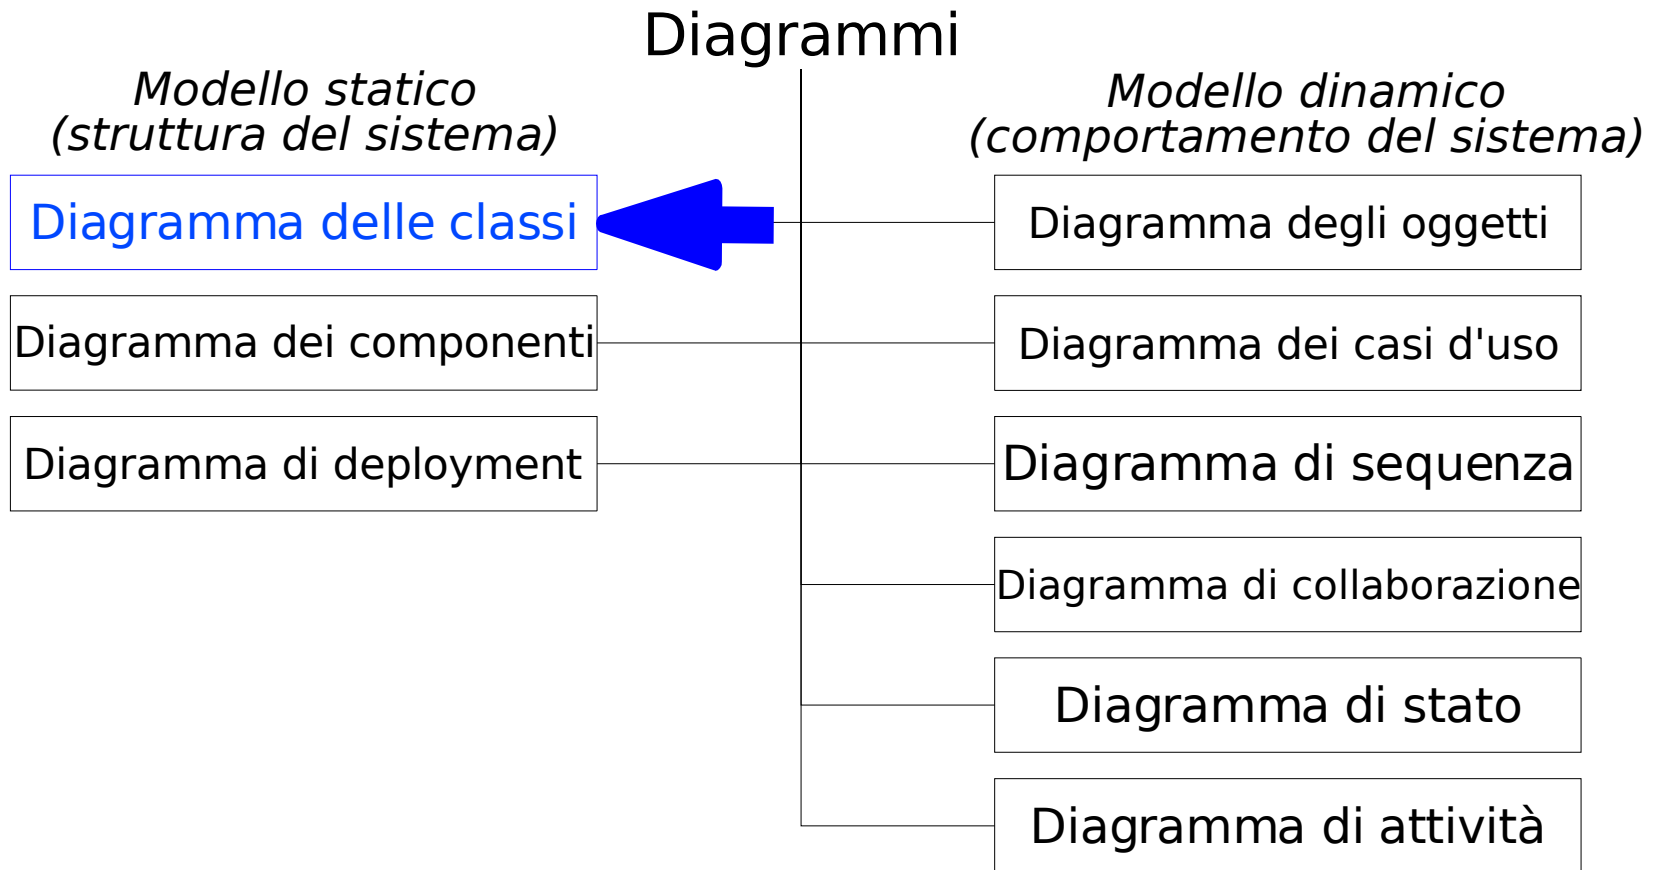 Diagrammi
Modello statico
(struttura del sistema)
Diagramma delle classi
Diagramma dei componenti
Diagramma di deployment
Modello dinamico
(comportamento del sistema)
Diagramma degli oggetti
Diagramma dei casi d'uso
Diagramma di sequenza
Diagramma di collaborazione
Diagramma di stato
Diagramma di attività